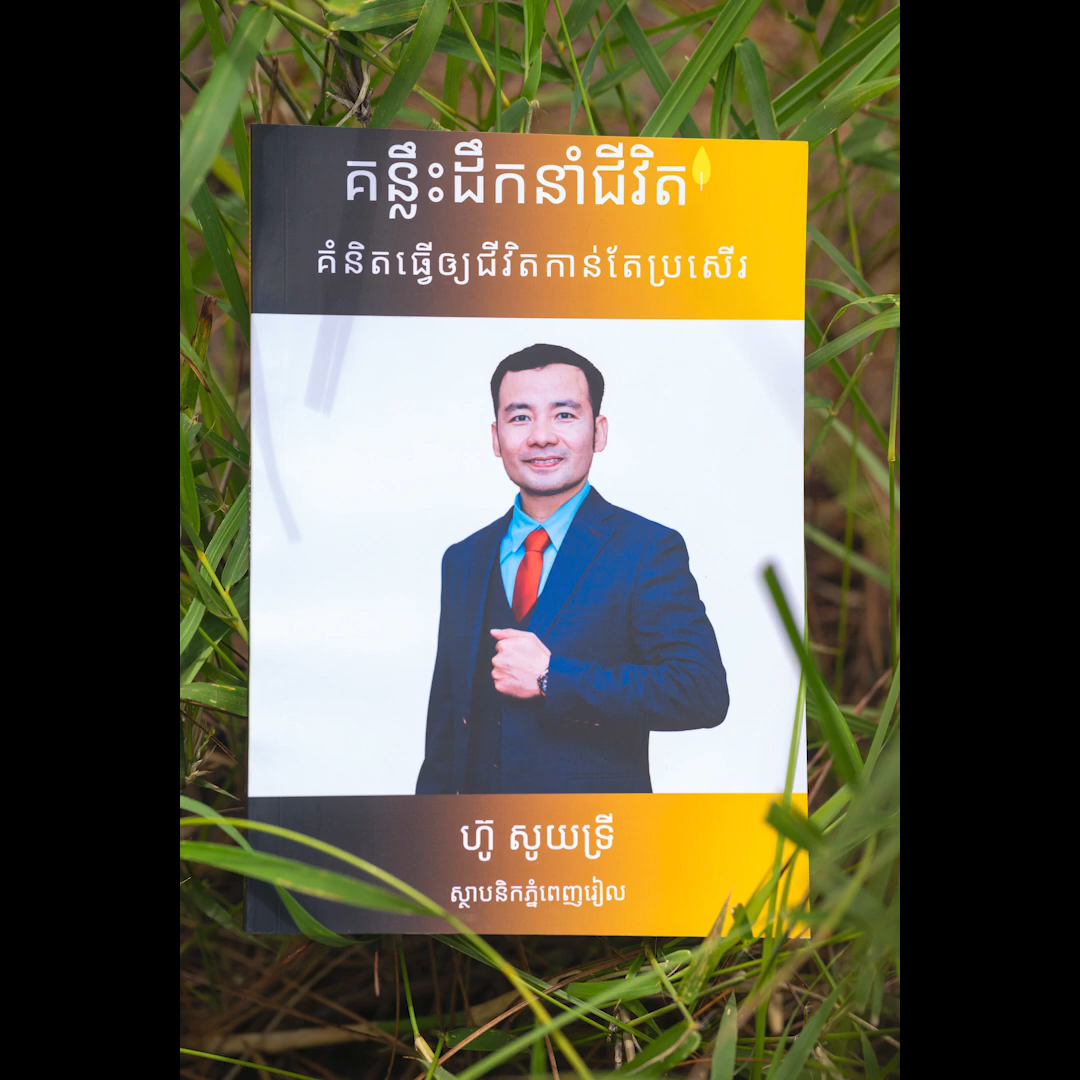 គន្លឹះដឹកនាំជីវិត
គំនិតធ្វើឲ្យជីវិតកាន់តែប្រសើរ
ហ៊ូ សូយទ្រី
ស្ថាបនិកភ្នំពេញរៀល